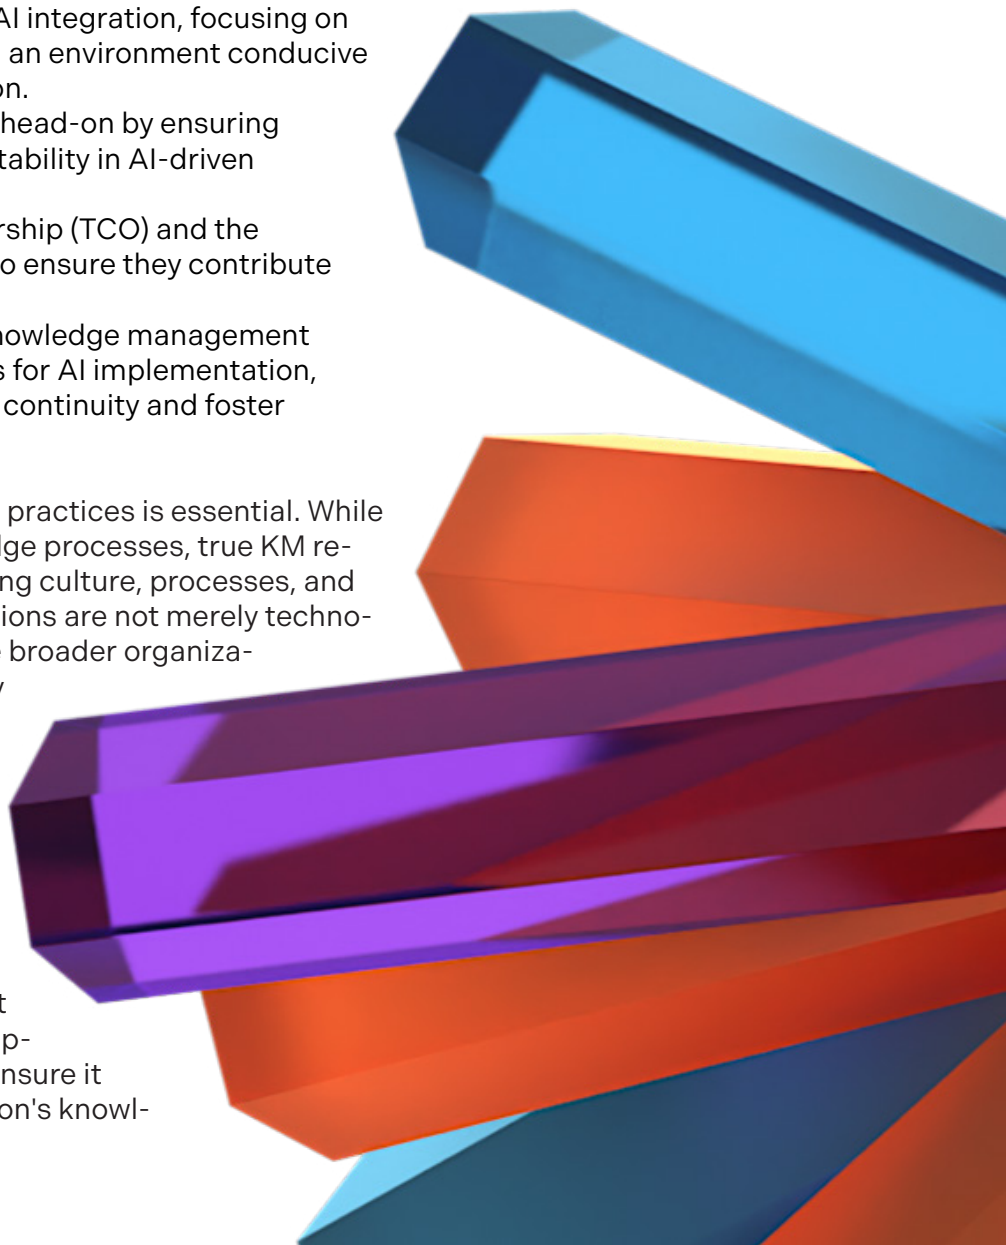 AI integration, focusing on
an environment conducive
on.
head-on by ensuring
tability in AI-driven
rship (TCO) and the
o ensure they contribute
nowledge management
s for AI implementation,
continuity and foster
practices is essential. While
dge processes, true KM re-
ng culture, processes, and
tions are not merely techno-
e broader organiza-
y
t
p-
nsure it
on's knowl-